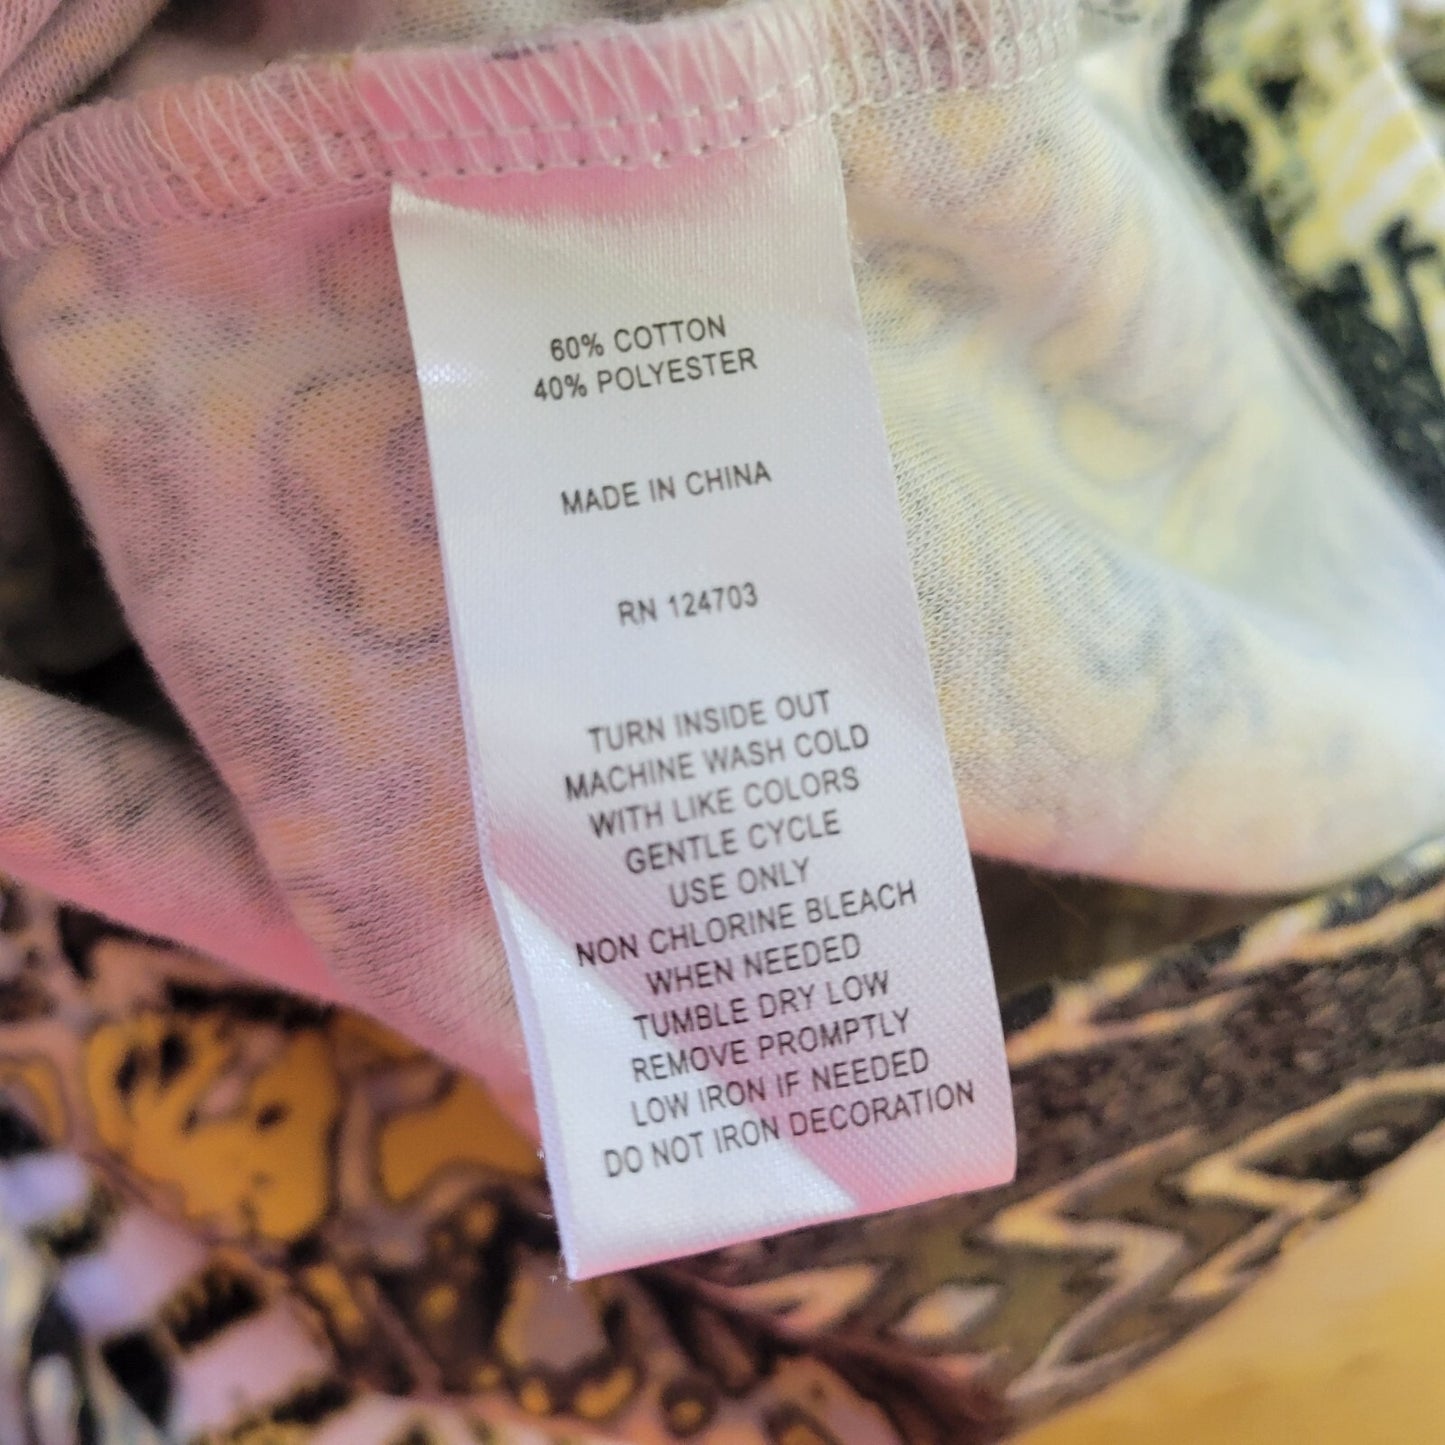 60% COTTON
40% POLYESTER
MADE IN CHINA
RN 124703
TURN INSIDE OUT
MACHINE WASH COLD
WITH LIKE COLORS
GENTLE CYCLE
USE ONLY
NON CHLORINE BLEACH
WHEN NEEDED
TUMBLE DRY LOW
REMOVE PROMPTLY
LOW IRON IF NEEDED
DO NOT IRON DECORATION